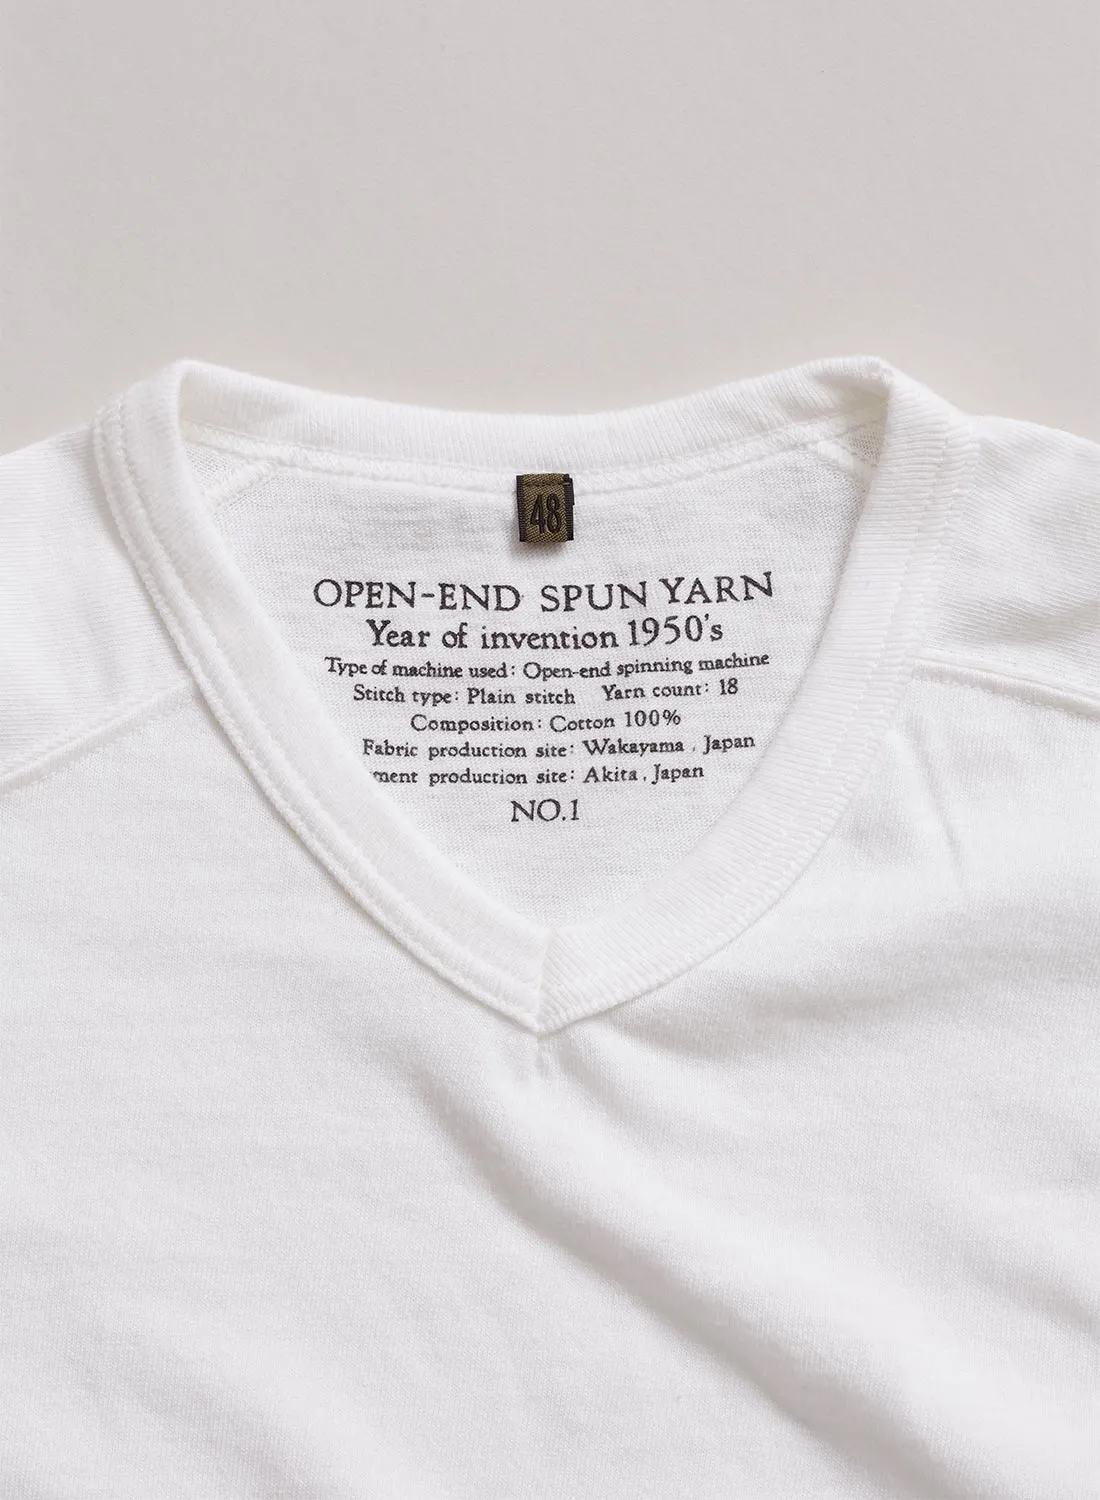 48
OPEN-END SPUN YARN
Year of invention 1950's
Type of machine used: Open-end spinning machine
Stitch type: Plain stitch Yarn count: 18
Composition: Cotton 100%
Fabric production site: Wakayama, Japan
production site: Akita, Japan
NO.1